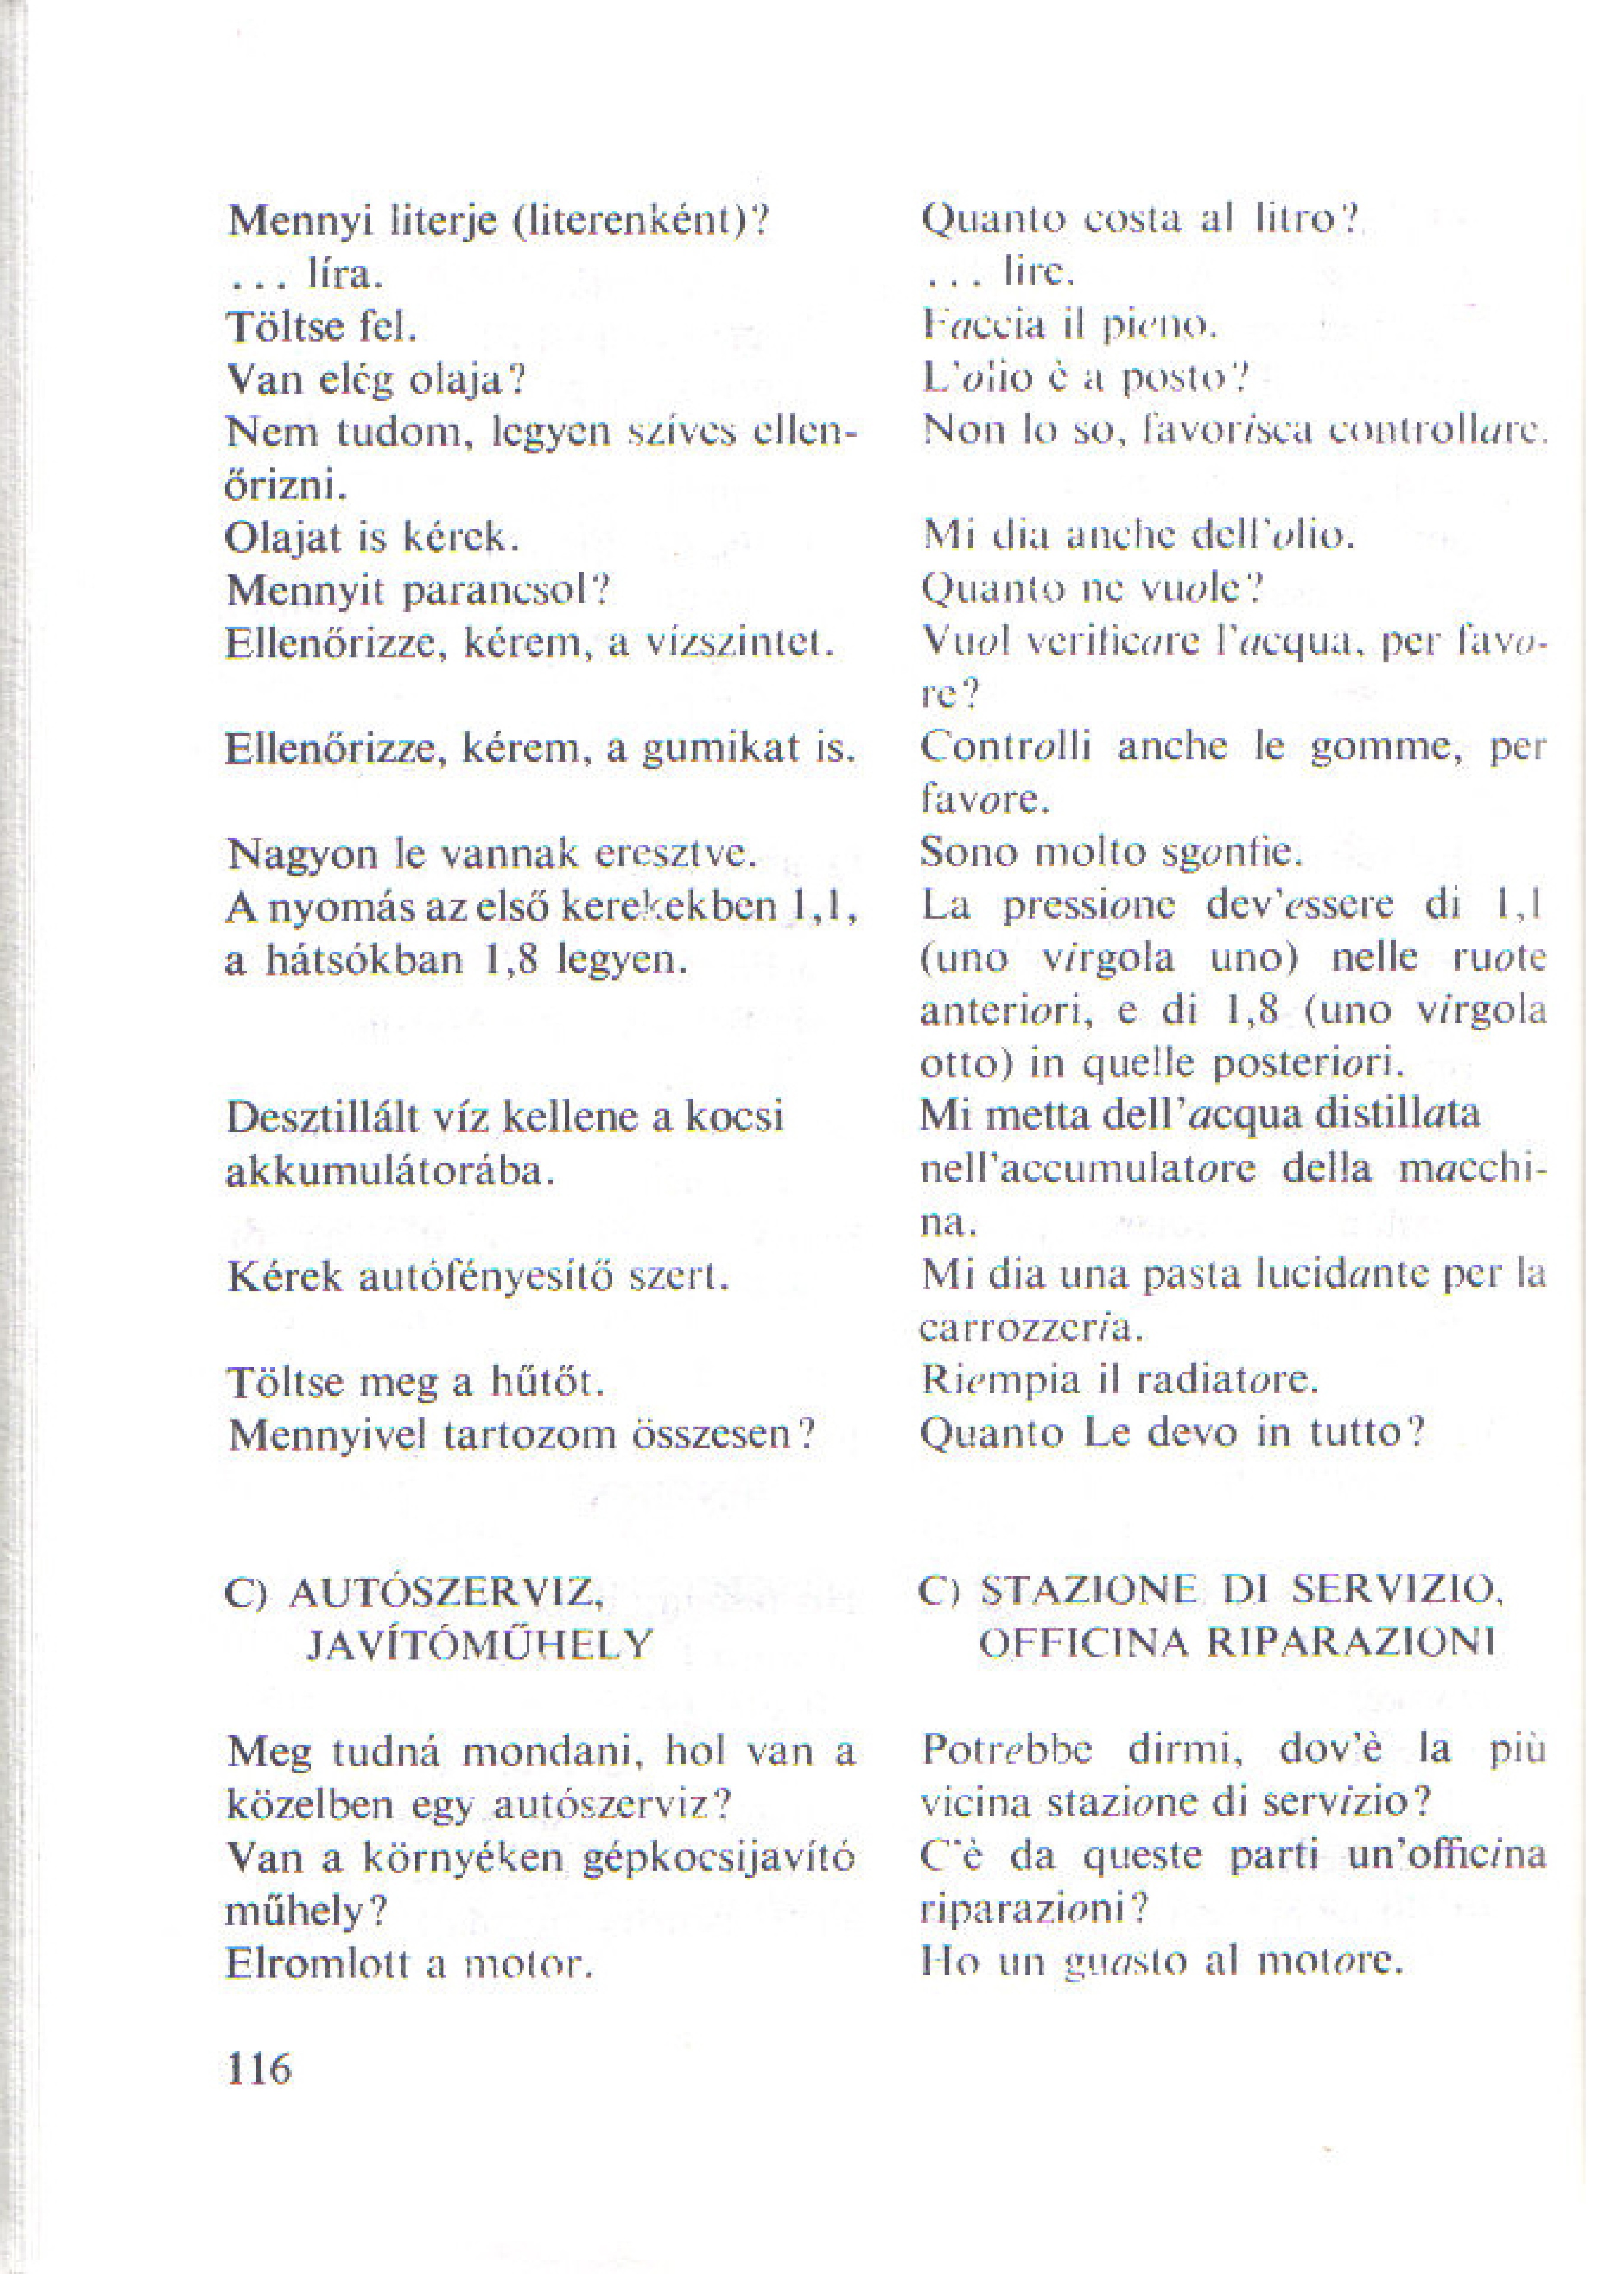 Mennyi literje (literenként)?
... líra.
Töltse fel.
Van elég olaja?
Nem tudom, legyen szíves ellen-
őrizni.
Olajat is kérek.
Mennyit parancsol?
Ellenőrizze, kérem, a vízszintet.
Ellenőrizze, kérem, a gumikat is.
Nagyon le vannak eresztve.
A nyomás az első kerekekben 1,1,
a hátsókban 1,8 legyen.
Desztillált víz kellene a kocsi
akkumulátorába.
Kérek autófényesítő szert.
Töltse meg a hűtőt.
Mennyivel tartozom összesen?
C) AUTÓSZERVIZ,
JAVÍTÓMŰHELY
Meg tudná mondani, hol van a
közelben egy autószerviz?
Van a környéken gépkocsijavító
műhely?
Elromlott a motor.
116
Quanto costa al litro?
... lire.
Faccia il pieno.
L'olio è a posto?
Non lo so, favorisca controllare.
Mi dia anche dell'olio.
Quanto ne vuole?
Vuol verificare l'acqua, per favo-
re?
Controlli anche le gomme, per
favore.
Sono molto sgonfie.
La pressione dev'essere di 1,1
(uno virgola uno) nelle ruote
anteriori, e di 1,8 (uno virgola
otto) in quelle posteriori.
Mi metta dell'acqua distillata
nell'accumulatore della macchi-
na.
Mi dia una pasta lucidante per la
carrozzeria.
Riempia il radiatore.
Quanto Le devo in tutto?
C) STAZIONE DI SERVIZIO,
OFFICINA RIPARAZIONI
Potrebbe dirmi, dov'è la più
vicina stazione di servizio?
C'è da queste parti un'officina
riparazioni?
Ho un guasto al motore.